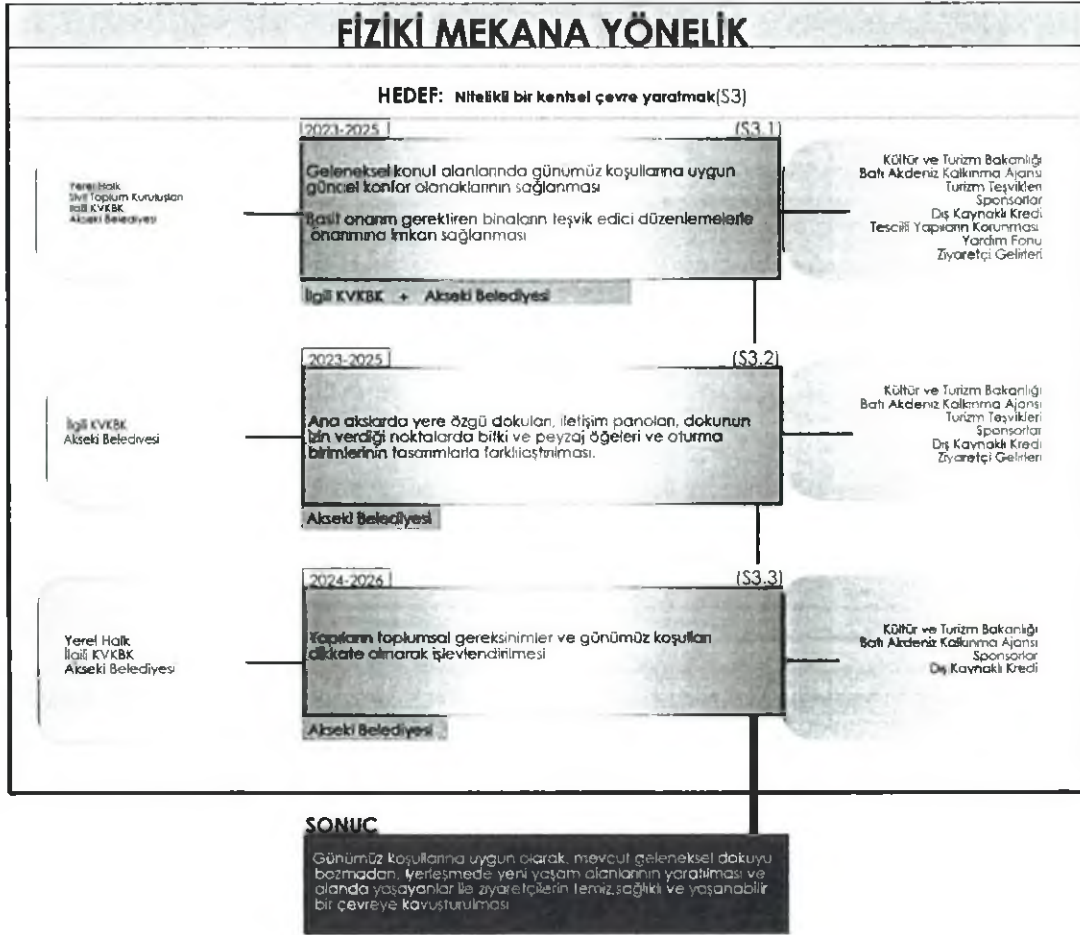 FİZİKİ MEKANA YÖNELİK
HEDEF: Nitelikli bir kentsel çevre yaratmak(S3)
2023-2025
(S3.1)
Yerel Halk
Sivil Toplum Kuruluşları
İlgili KVKBK
Akseki Belediyesi
Geleneksel konut alanlarında günümüz koşullarına uygun
güncel konfor olanaklarının sağlanması
Basit onarım gerektiren binaların teşvik edici düzenlemelerle
onarımına imkan sağlanması
İlgili KVKBK + Akseki Belediyesi
Kültür ve Turizm Bakanlığı
Batı Akdeniz Kalkınma Ajansı
Turizm Teşvikleri
Sponsorlar
Dış Kaynaklı Kredi
Tescilli Yapıların Korunması
Yardım Fonu
Ziyaretçi Gelirleri
2023-2025
(S3.2)
İlgili KVKBK
Akseki Belediyesi
Ana akslarda yere özgü dokuları, iletişim panoları, dokunun
izin verdiği noktalarda bitki ve peyzaj öğeleri ve oturma
birimlerinin tasarımlarla farklılaştırılması.
Akseki Belediyesi
Kültür ve Turizm Bakanlığı
Batı Akdeniz Kalkınma Ajansı
Turizm Teşvikleri
Sponsorlar
Dış Kaynaklı Kredi
Ziyaretçi Gelirleri
2024-2026
(S3.3)
Yerel Halk
İlgili KVKBK
Akseki Belediyesi
Yapıların toplumsal gereksinimler ve günümüz koşulları
dikkate alınarak işlevlendirilmesi
Akseki Belediyesi
Kültür ve Turizm Bakanlığı
Batı Akdeniz Kalkınma Ajansı
Sponsorlar
Dış Kaynaklı Kredi
SONUÇ
Günümüz koşullarına uygun olarak, mevcut geleneksel dokuyu
bozmadan, yerleşmede yeni yaşam alanlarının yaratılması ve
alanda yaşayanlar ile ziyaretçilerin temiz,sağlıklı ve yaşanabilir
bir çevreye kavuşturulması